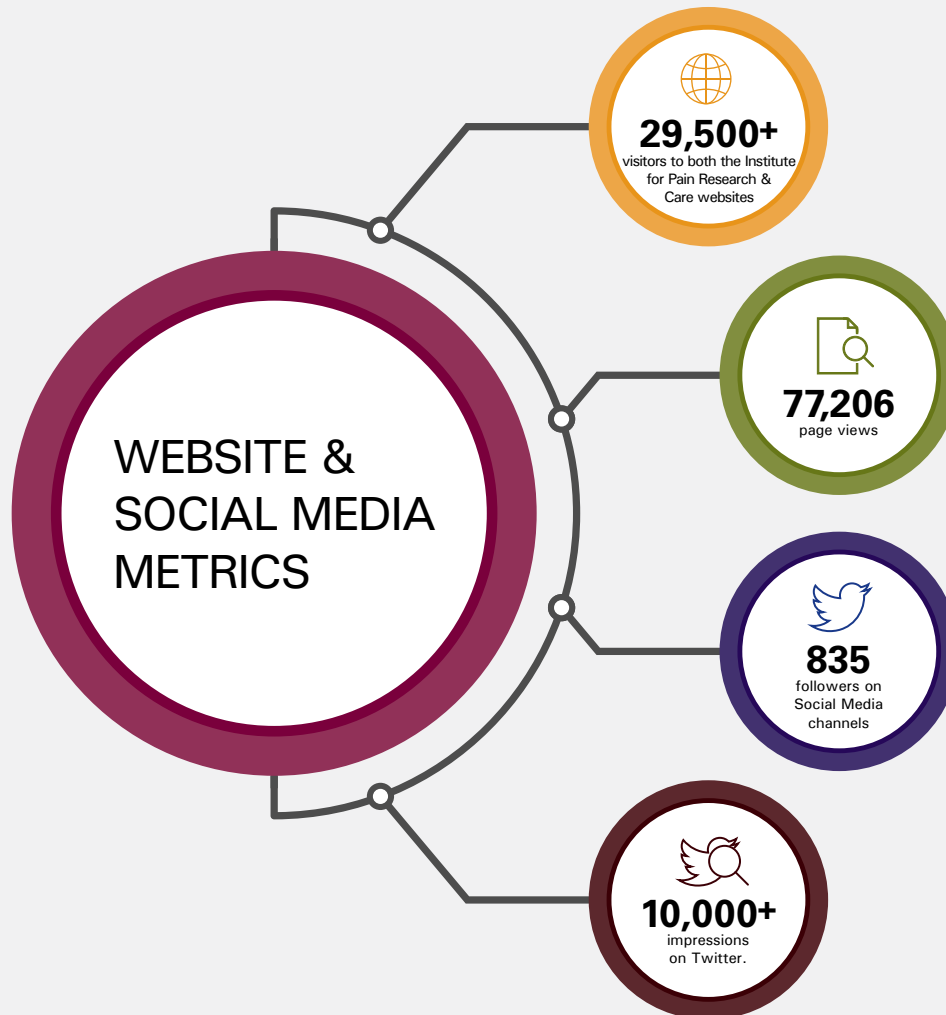 WEBSITE &
SOCIAL MEDIA
METRICS
29,500+
visitors to both the Institute
for Pain Research &
Care websites
77,206
page views
835
followers on
Social Media
channels
10,000+
impressions
on Twitter.